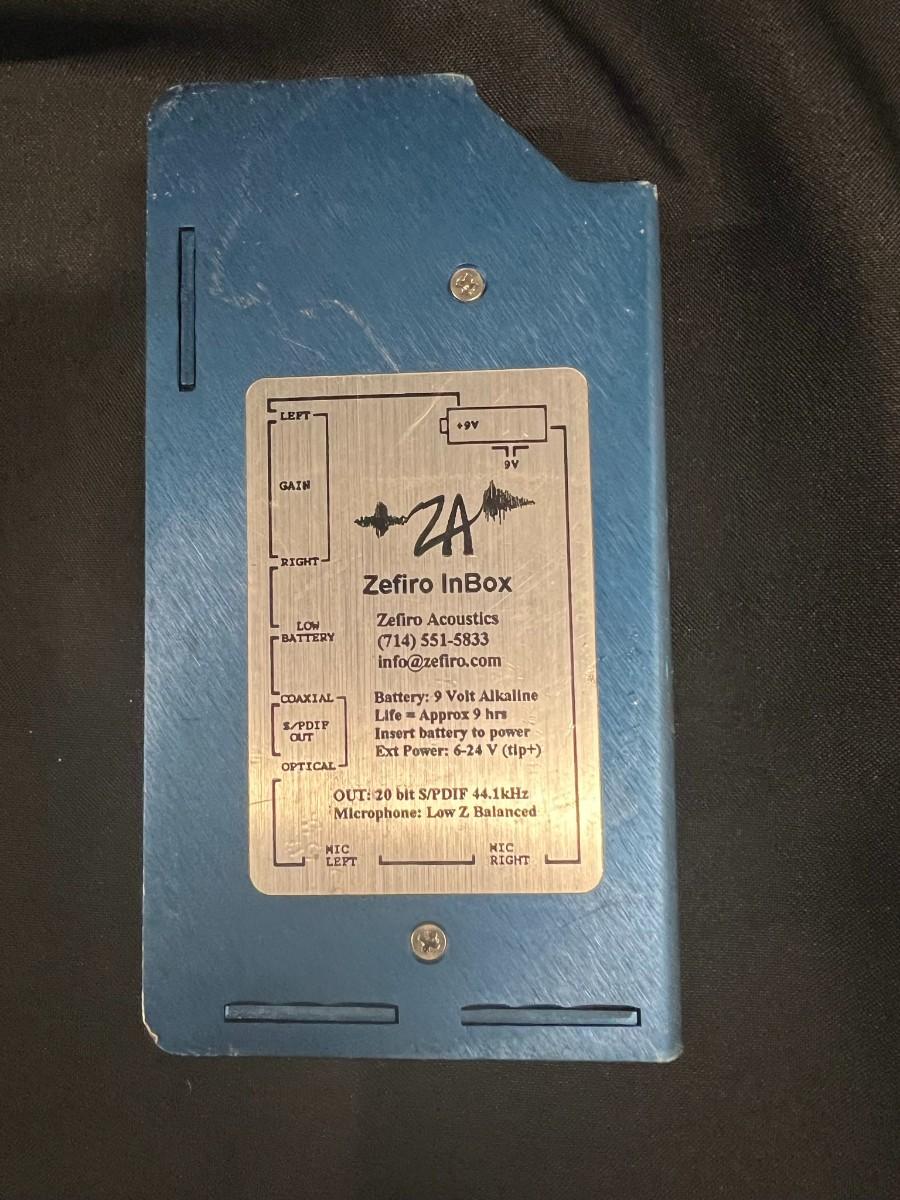 LEFT
+9V
9V
GAIN
ZA
RIGHT
Zefiro InBox
Zefiro Acoustics
LOW
BATTERY
(714) 551-5833
info@zefiro.com
COAXIAL
S/PDIF
OUT
OPTICAL
Battery: 9 Volt Alkaline
Life = Approx 9 hrs
Insert battery to power
Ext Power: 6-24 V (tip+)
OUT: 20 bit S/PDIF 44.1kHz
Microphone: Low Z Balanced
MIC
LEFT
MIC
RIGHT